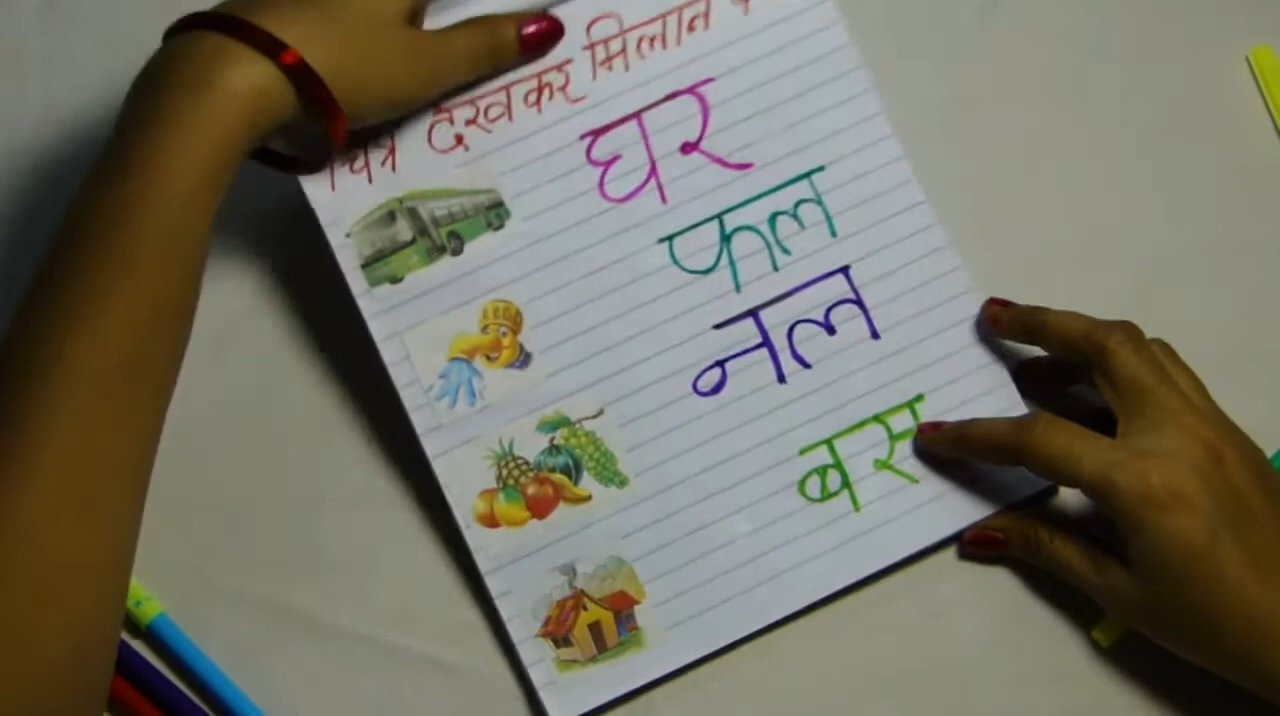 चित्र देखकर मिलान
घर
फल
नल
बस